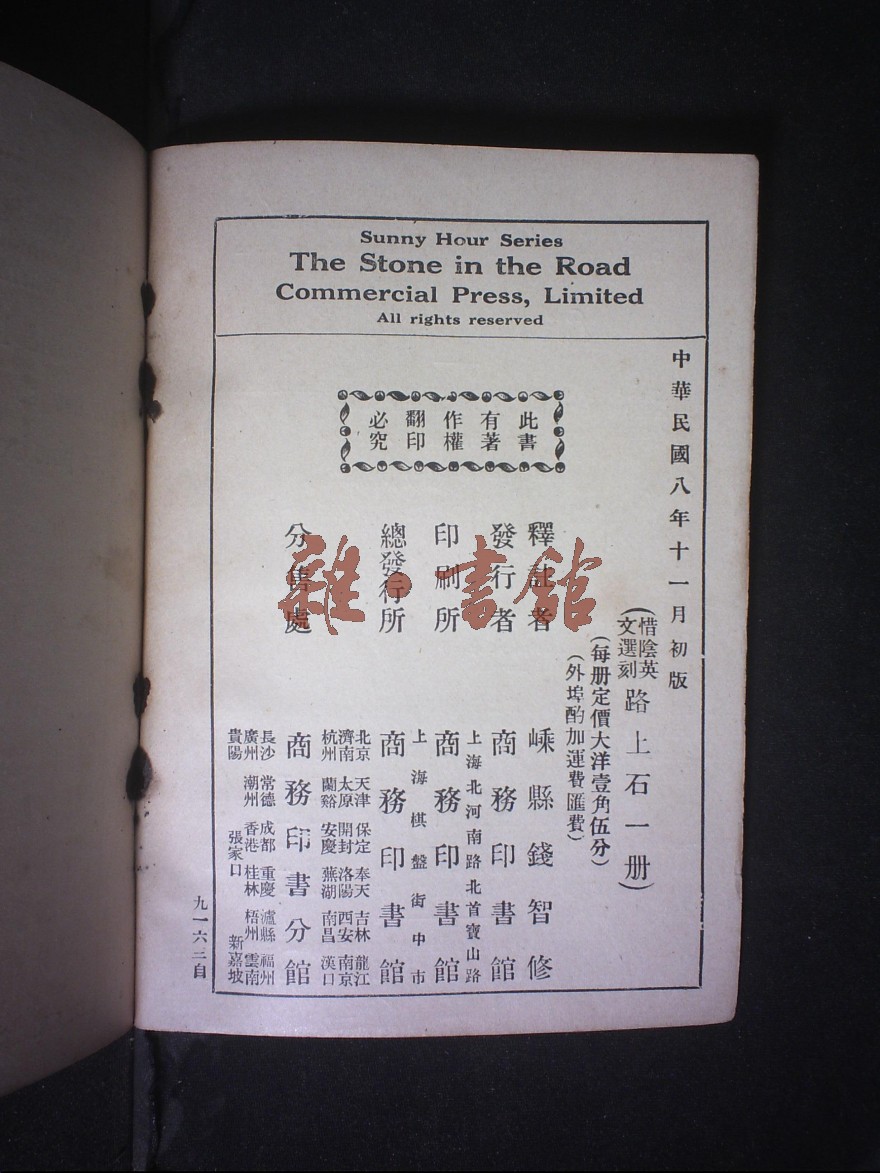 Sunny Hour Series
The Stone in the Road
Commercial Press, Limited
All rights reserved
中華民國八年十一月初版
此書
有著
作權
翻印
必究
(惜陰英文選刻 路上石一册)
(每册定價大洋壹角伍分)
(外埠酌加運費匯費)
釋註者 嵊縣錢智修
發行者 商務印書館
上海北河南路北首寶山路
印刷所 商務印書館
上海棋盤街中市
總發行所 商務印書館
北京 天津 保定 奉天 吉林 龍江
濟南 太原 開封 洛陽 西安 南京
杭州 蘭谿 安慶 蕪湖 南昌 漢口
分售處 商務印書分館
長沙 常德 成都 重慶 瀘縣 福州
廣州 潮州 香港 桂林 梧州 雲南
貴陽 張家口 新嘉坡
九一六三自
雜·書館